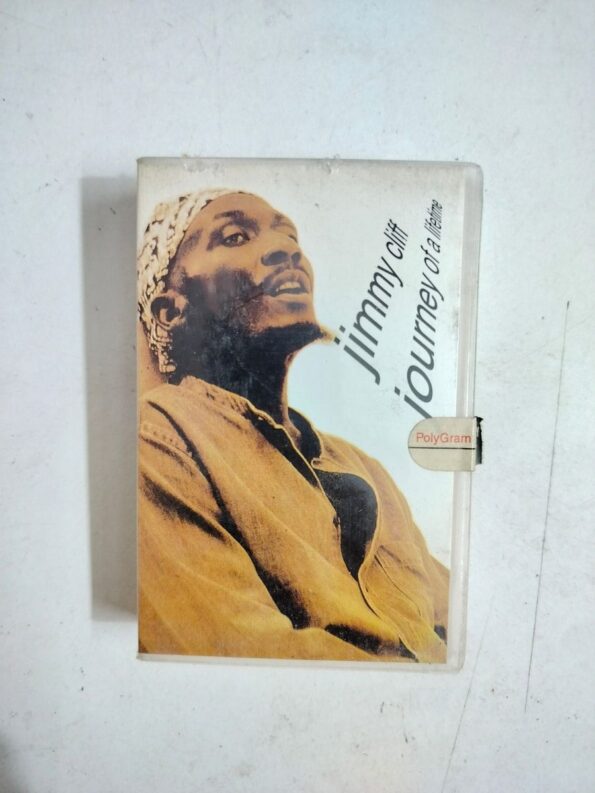 jimmy cliff
journey of a lifetime
PolyGram